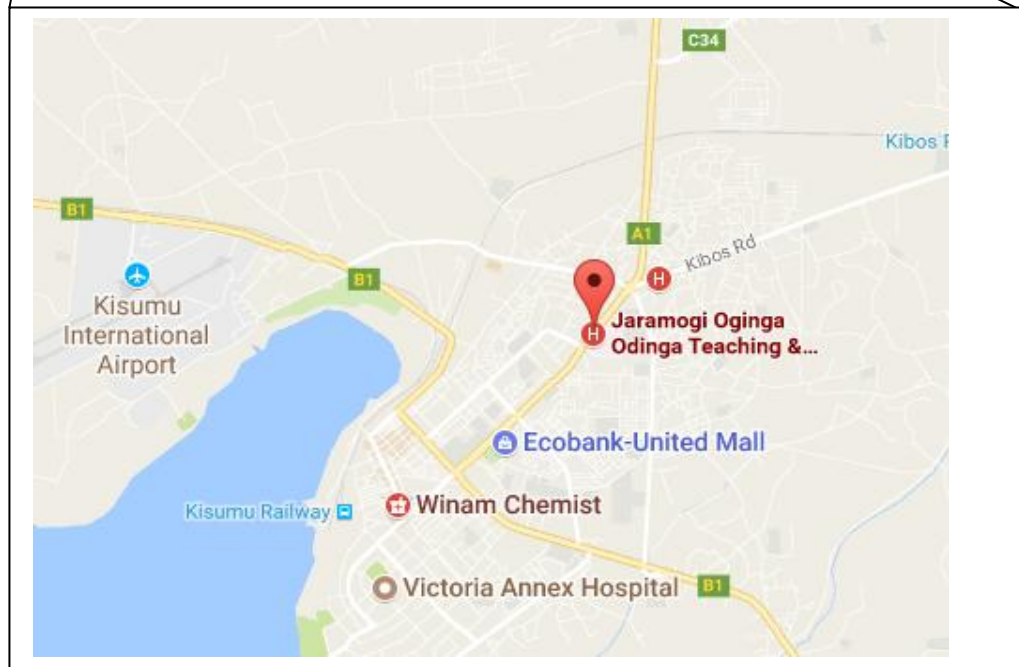 C34
Kibos R
B1
A1
Kibos Rd
B1
H
Kisumu
International
Airport
H
Jaramogi Oginga
Odinga Teaching &...
Ecobank-United Mall
Winam Chemist
Kisumu Railway
Victoria Annex Hospital
B1